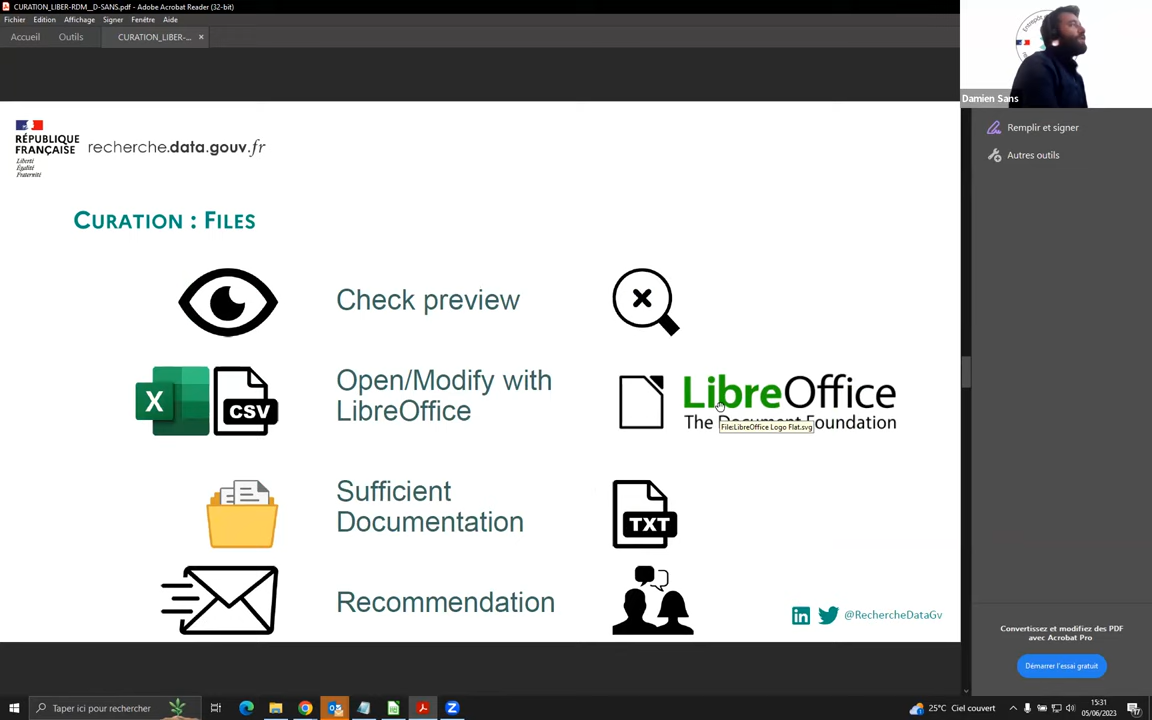 CURATION_LIBER-RDM__D-SANS.pdf - Adobe Acrobat Reader (32-bit)
Fichier Edition Affichage Signer Fenêtre Aide
Accueil Outils CURATION_LIBER-... ×
Damien Sans
Remplir et signer
Autres outils
RÉPUBLIQUE
FRANÇAISE
Liberté
Égalité
Fraternité
recherche.data.gouv.fr
CURATION : FILES
Check preview
X
CSV
Open/Modify with
LibreOffice
LibreOffice
The Document Foundation
File:LibreOffice Logo Flat.svg
Sufficient
Documentation
TXT
Recommendation
@RechercheDataGv
Convertissez et modifiez des PDF
avec Acrobat Pro
Démarrer l'essai gratuit
Taper ici pour rechercher
25°C Ciel couvert
15:31
05/06/2023